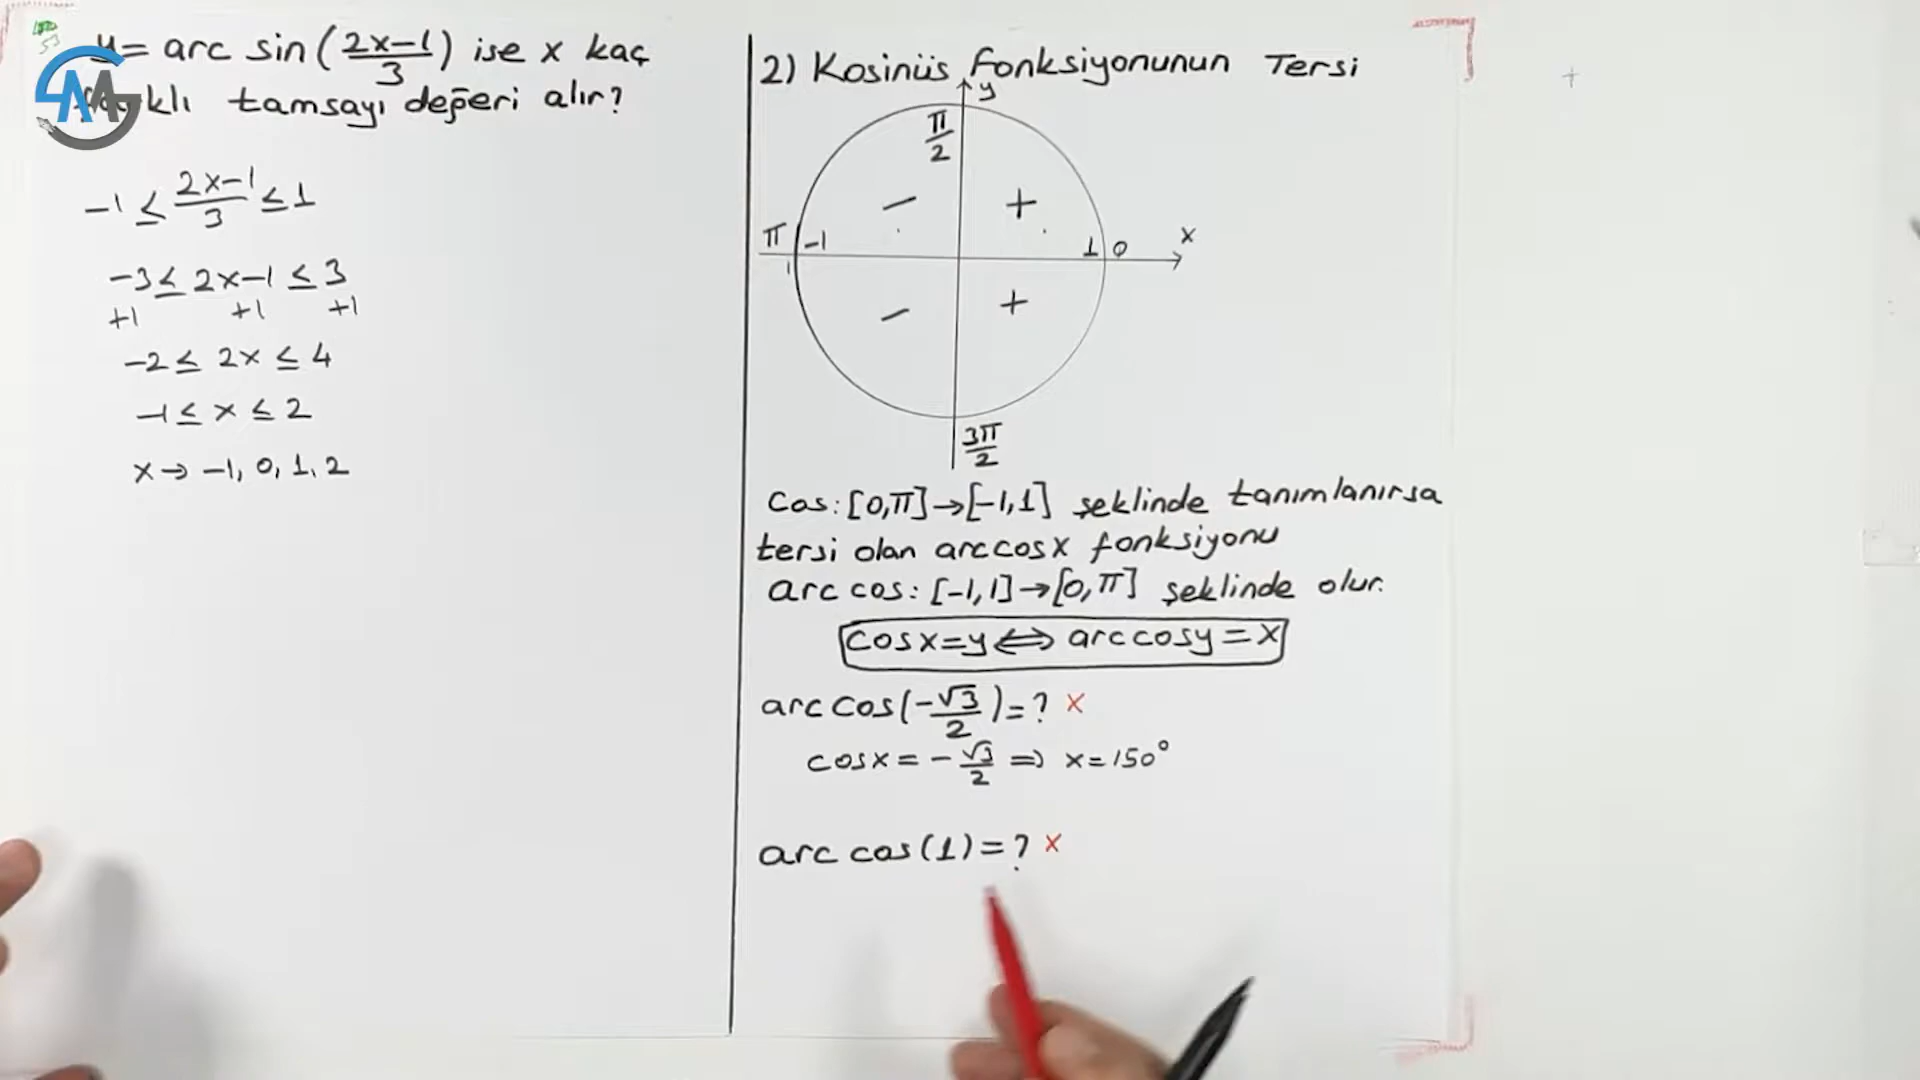 y = arc sin(2x-1/3) ise x kaç
farklı tamsayı değeri alır?
-1 ≤ 2x-1/3 ≤ 1
-3 ≤ 2x-1 ≤ 3
+1 +1 +1
-2 ≤ 2x ≤ 4
-1 ≤ x ≤ 2
x → -1, 0, 1, 2
2) Kosinüs Fonksiyonunun Tersi
y
π/2
- +
π -1 1 0 x
1
- +
3π/2
Cos: [0,π]→[-1,1] şeklinde tanımlanırsa
tersi olan arccosx fonksiyonu
arc cos: [-1,1]→[0,π] şeklinde olur.
cosx=y⟺arccosy=x
arc cos(-√3/2)=? x
cosx = -√3/2 ⇒ x=150°
arc cos(1)=? x